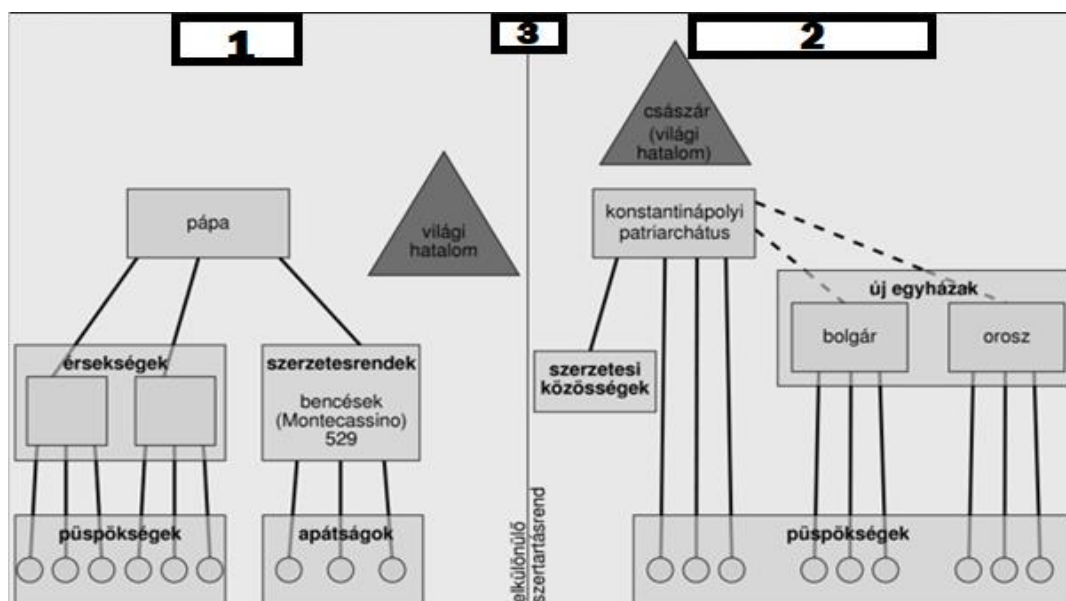 1
3
2
császár
(világi
hatalom)
pápa
világi
hatalom
konstantinápolyi
patriarchátus
új egyházak
bolgár
orosz
érsekségek
szerzetesrendek
bencések
(Montecassino)
529
szerzetesi
közösségek
püspökségek
apátságok
elkülönülő
szertartásrend
püspökségek